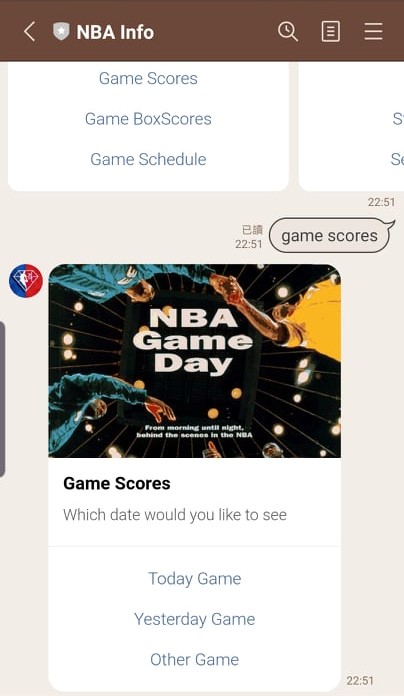 NBA Info
Game Scores
Game BoxScores
S
Game Schedule
Se
22:51
已讀
22:51
game scores
NBA
Game
Day
From morning until night,
behind the scenes in the NBA
Game Scores
Which date would you like to see
Today Game
Yesterday Game
Other Game
22:51